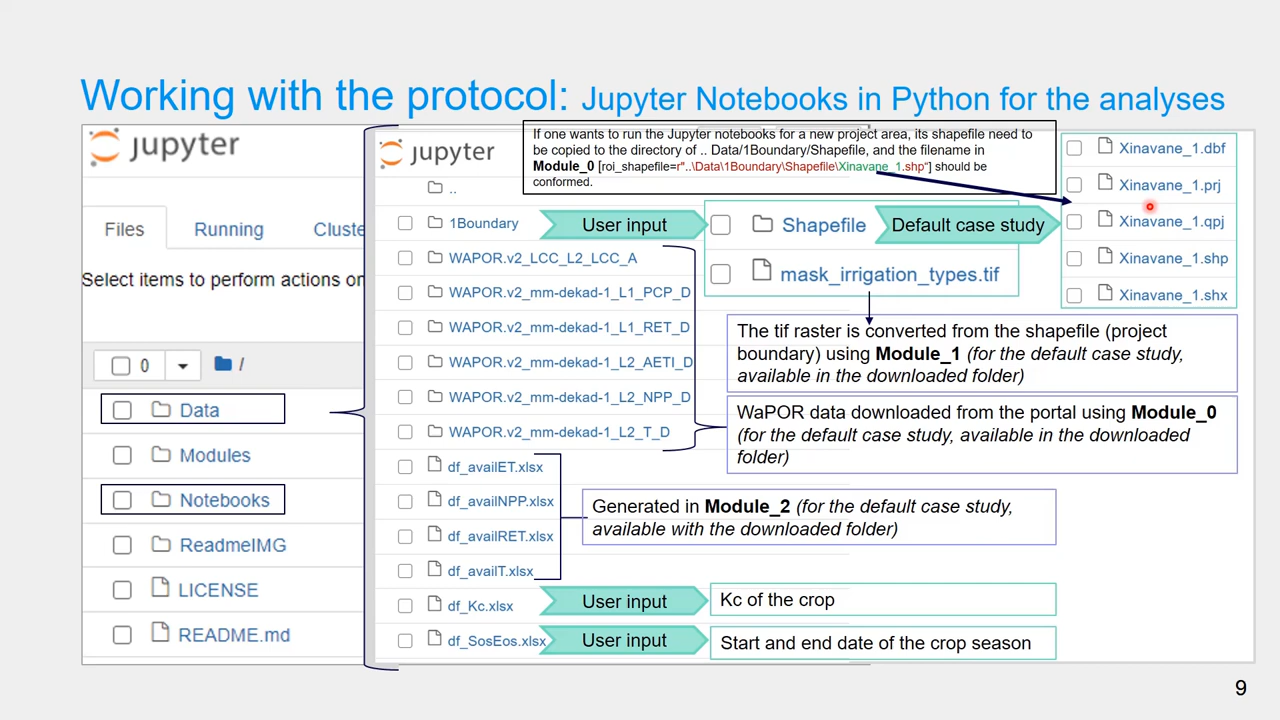 Working with the protocol: Jupyter Notebooks in Python for the analyses
jupyter
Files
Running
Cluste
Select items to perform actions on
0
/
Data
Modules
Notebooks
ReadmeIMG
LICENSE
README.md
jupyter
..
1Boundary
WAPOR.v2_LCC_L2_LCC_A
WAPOR.v2_mm-dekad-1_L1_PCP_D
WAPOR.v2_mm-dekad-1_L1_RET_D
WAPOR.v2_mm-dekad-1_L2_AETI_D
WAPOR.v2_mm-dekad-1_L2_NPP_D
WAPOR.v2_mm-dekad-1_L2_T_D
df_availET.xlsx
df_availNPP.xlsx
df_availRET.xlsx
df_availT.xlsx
df_Kc.xlsx
df_SosEos.xlsx
If one wants to run the Jupyter notebooks for a new project area, its shapefile need to
be copied to the directory of .. Data/1Boundary/Shapefile, and the filename in
Module_0 [roi_shapefile=r"..\Data\1Boundary\Shapefile\Xinavane_1.shp"] should be
conformed.
User input
Shapefile
Default case study
mask_irrigation_types.tif
Xinavane_1.dbf
Xinavane_1.prj
Xinavane_1.qpj
Xinavane_1.shp
Xinavane_1.shx
The tif raster is converted from the shapefile (project
boundary) using Module_1 (for the default case study,
available in the downloaded folder)
WaPOR data downloaded from the portal using Module_0
(for the default case study, available in the downloaded
folder)
Generated in Module_2 (for the default case study,
available with the downloaded folder)
User input
Kc of the crop
User input
Start and end date of the crop season
9